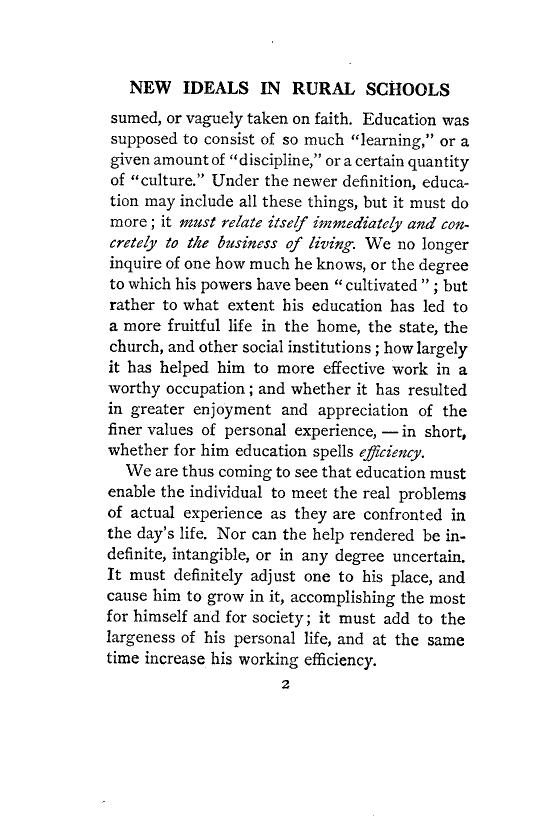 NEW IDEALS IN RURAL SCHOOLS
sumed, or vaguely taken on faith. Education was
supposed to consist of so much “learning,” or a
given amount of “discipline,” or a certain quantity
of “culture.” Under the newer definition, educa-
tion may include all these things, but it must do
more; it must relate itself immediately and con-
cretely to the business of living. We no longer
inquire of one how much he knows, or the degree
to which his powers have been “cultivated”; but
rather to what extent his education has led to
a more fruitful life in the home, the state, the
church, and other social institutions; how largely
it has helped him to more effective work in a
worthy occupation; and whether it has resulted
in greater enjoyment and appreciation of the
finer values of personal experience, — in short,
whether for him education spells efficiency.
We are thus coming to see that education must
enable the individual to meet the real problems
of actual experience as they are confronted in
the day's life. Nor can the help rendered be in-
definite, intangible, or in any degree uncertain.
It must definitely adjust one to his place, and
cause him to grow in it, accomplishing the most
for himself and for society; it must add to the
largeness of his personal life, and at the same
time increase his working efficiency.
2